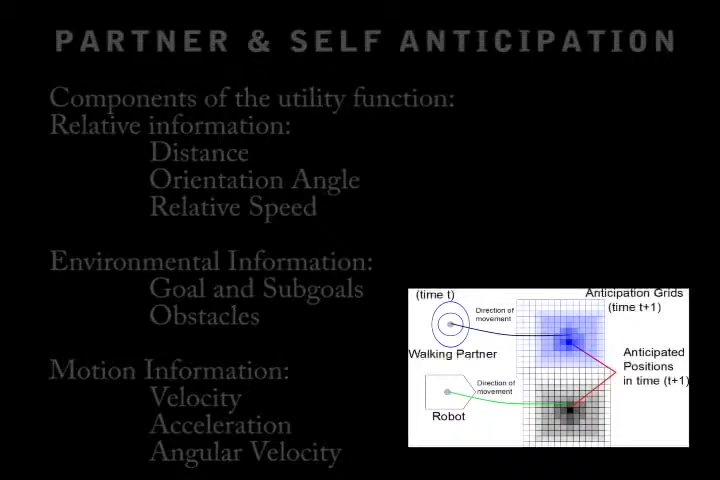 PARTNER & SELF ANTICIPATION
Components of the utility function:
Relative information:
Distance
Orientation Angle
Relative Speed
Environmental Information:
Goal and Subgoals
Obstacles
Motion Information:
Velocity
Acceleration
Angular Velocity
(time t)
Direction of
movement
Walking Partner
Direction of
movement
Robot
Anticipation Grids
(time t+1)
Anticipated
Positions
in time (t+1)